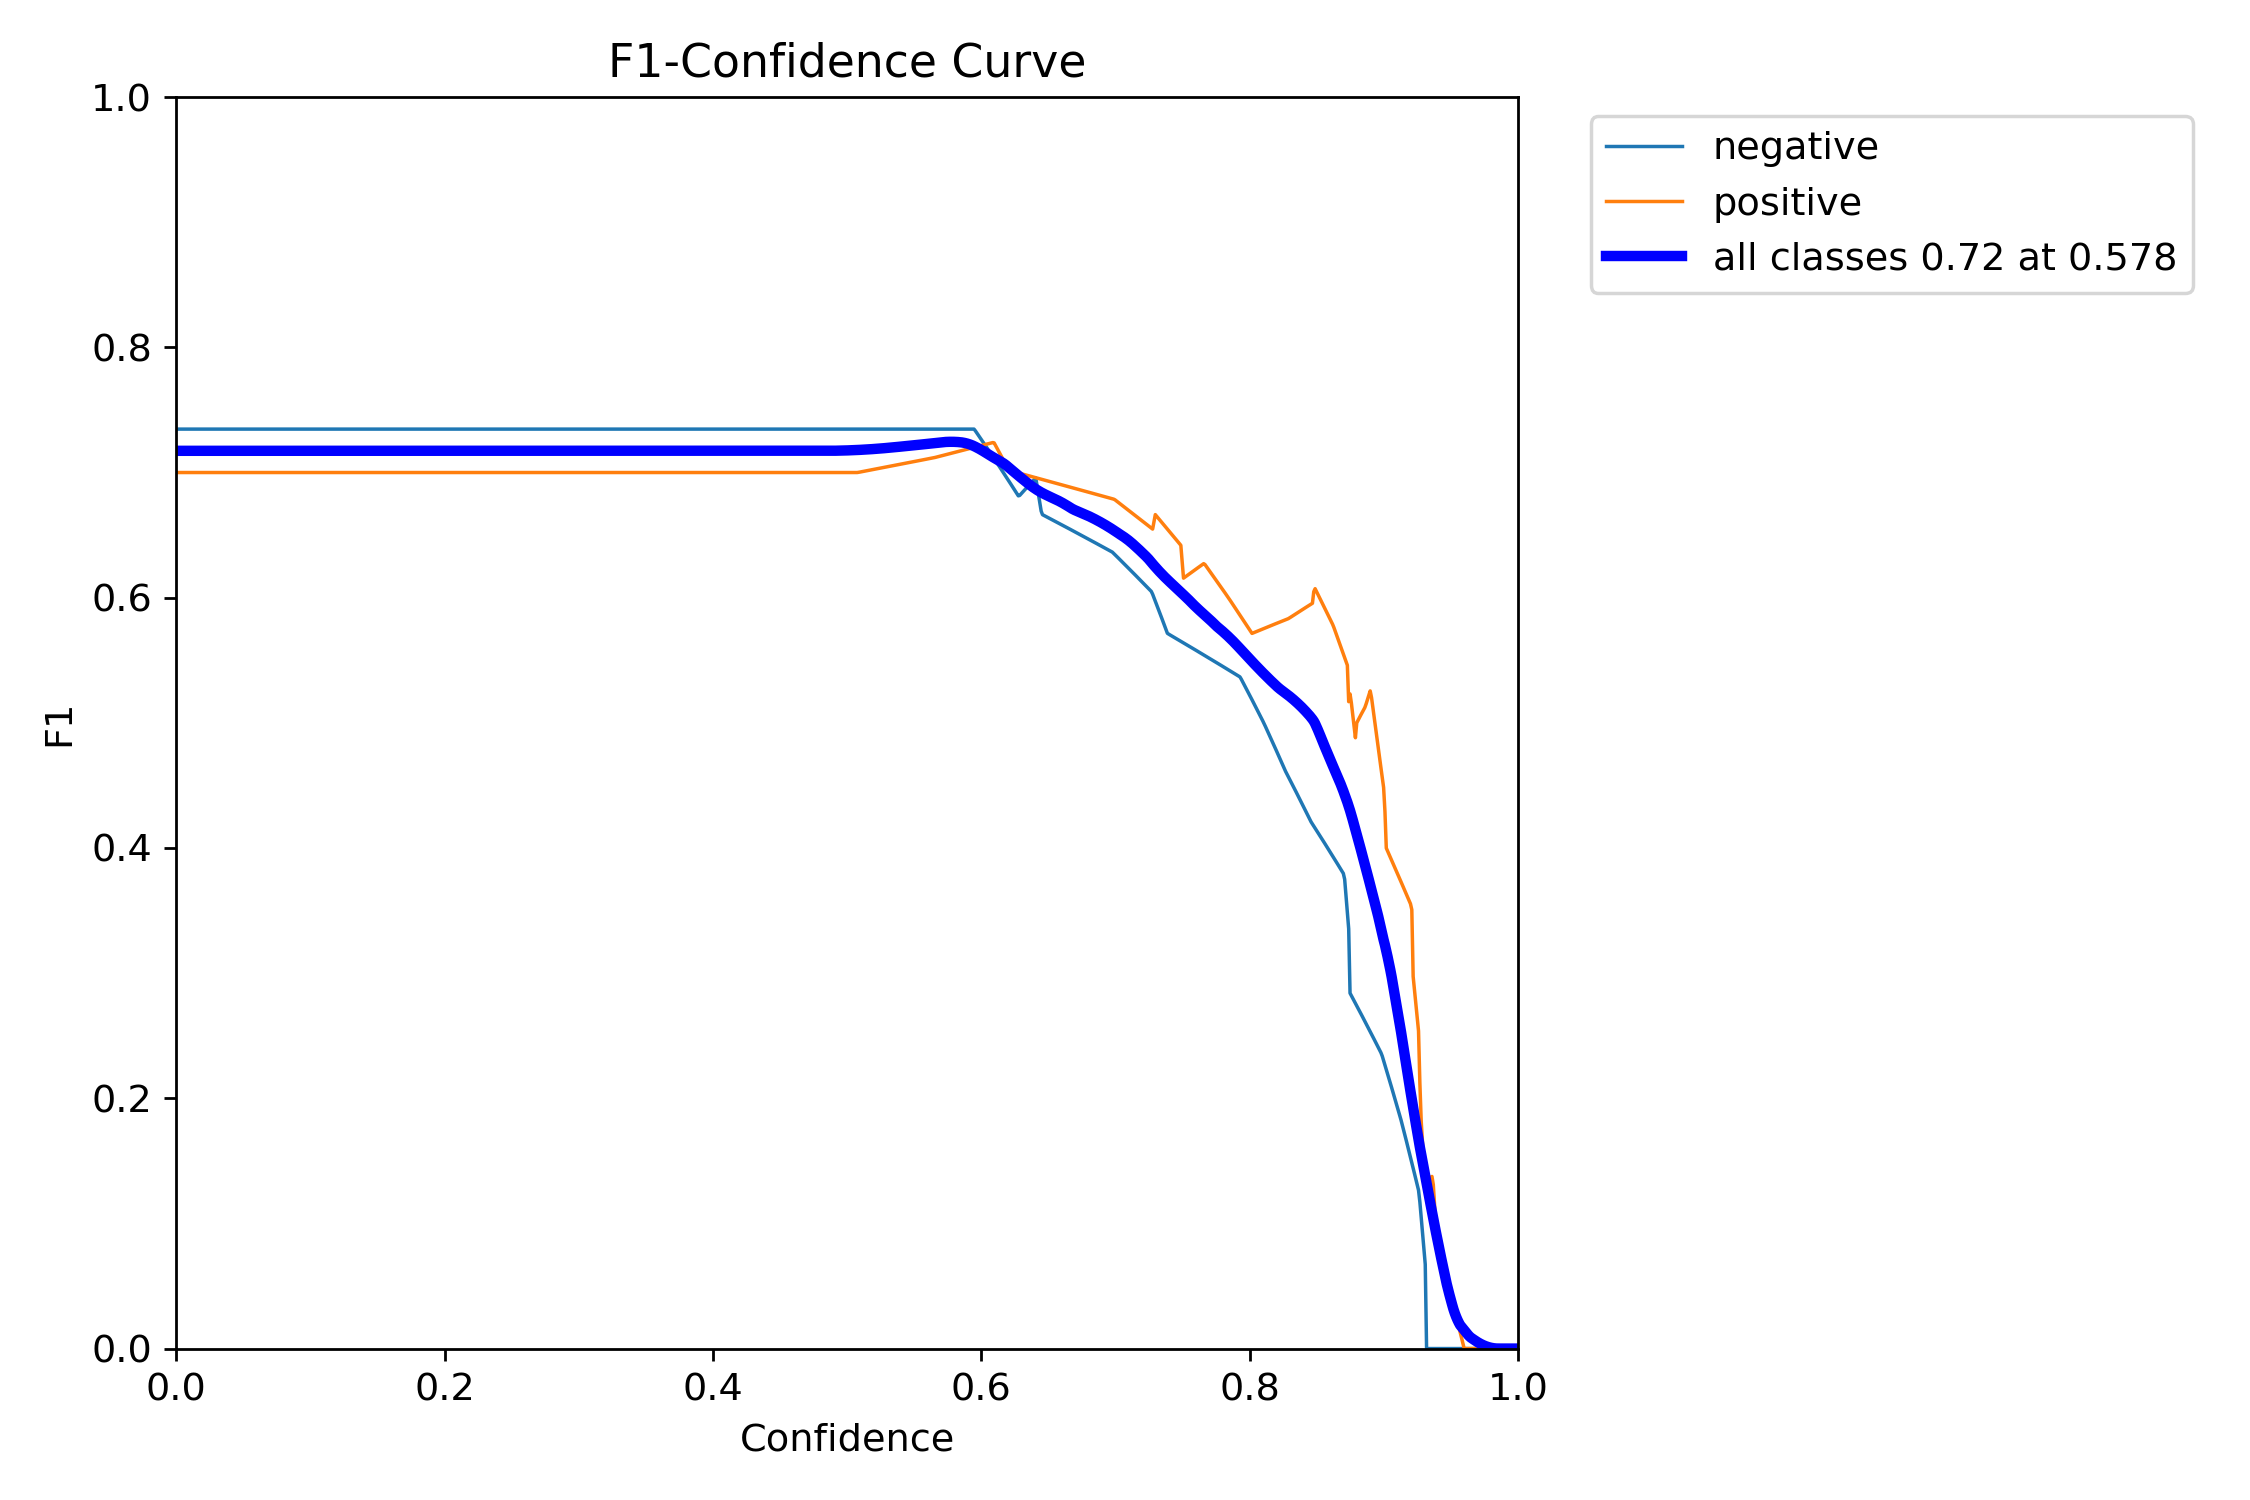 F1-Confidence Curve
1.0
0.8
0.6
0.4
0.2
0.0
F1
0.0 0.2 0.4 0.6 0.8 1.0
Confidence
negative
positive
all classes 0.72 at 0.578